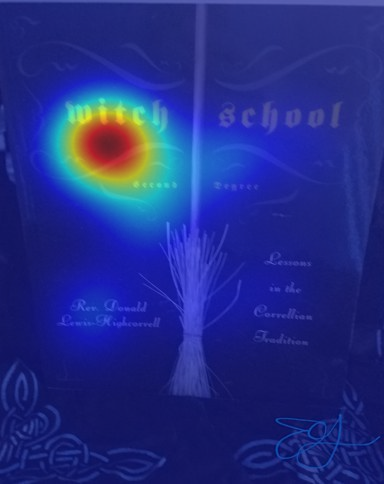 witch school
Second Degree
Lessons
in the
Correllian
Tradition
Rev. Donald
Lewis-Highcorrell